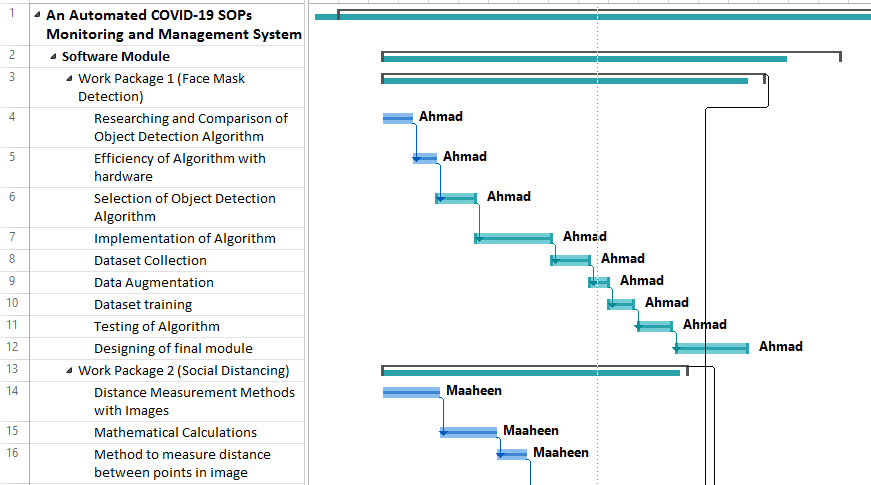 1 An Automated COVID-19 SOPs
Monitoring and Management System
2 Software Module
3 Work Package 1 (Face Mask
Detection)
4 Researching and Comparison of Ahmad
Object Detection Algorithm
5 Efficiency of Algorithm with Ahmad
hardware
6 Selection of Object Detection Ahmad
Algorithm
7 Implementation of Algorithm Ahmad
8 Dataset Collection Ahmad
9 Data Augmentation Ahmad
10 Dataset training Ahmad
11 Testing of Algorithm Ahmad
12 Designing of final module Ahmad
13 Work Package 2 (Social Distancing)
14 Distance Measurement Methods Maaheen
with Images
15 Mathematical Calculations Maaheen
16 Method to measure distance Maaheen
between points in image